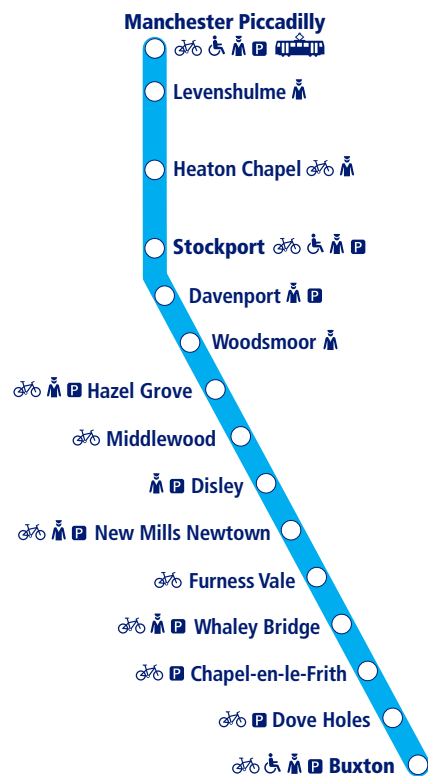 Manchester Piccadilly
P
Levenshulme
Heaton Chapel
Stockport P
Davenport P
Woodsmoor
P Hazel Grove
Middlewood
P Disley
P New Mills Newtown
Furness Vale
P Whaley Bridge
P Chapel-en-le-Frith
P Dove Holes
P Buxton